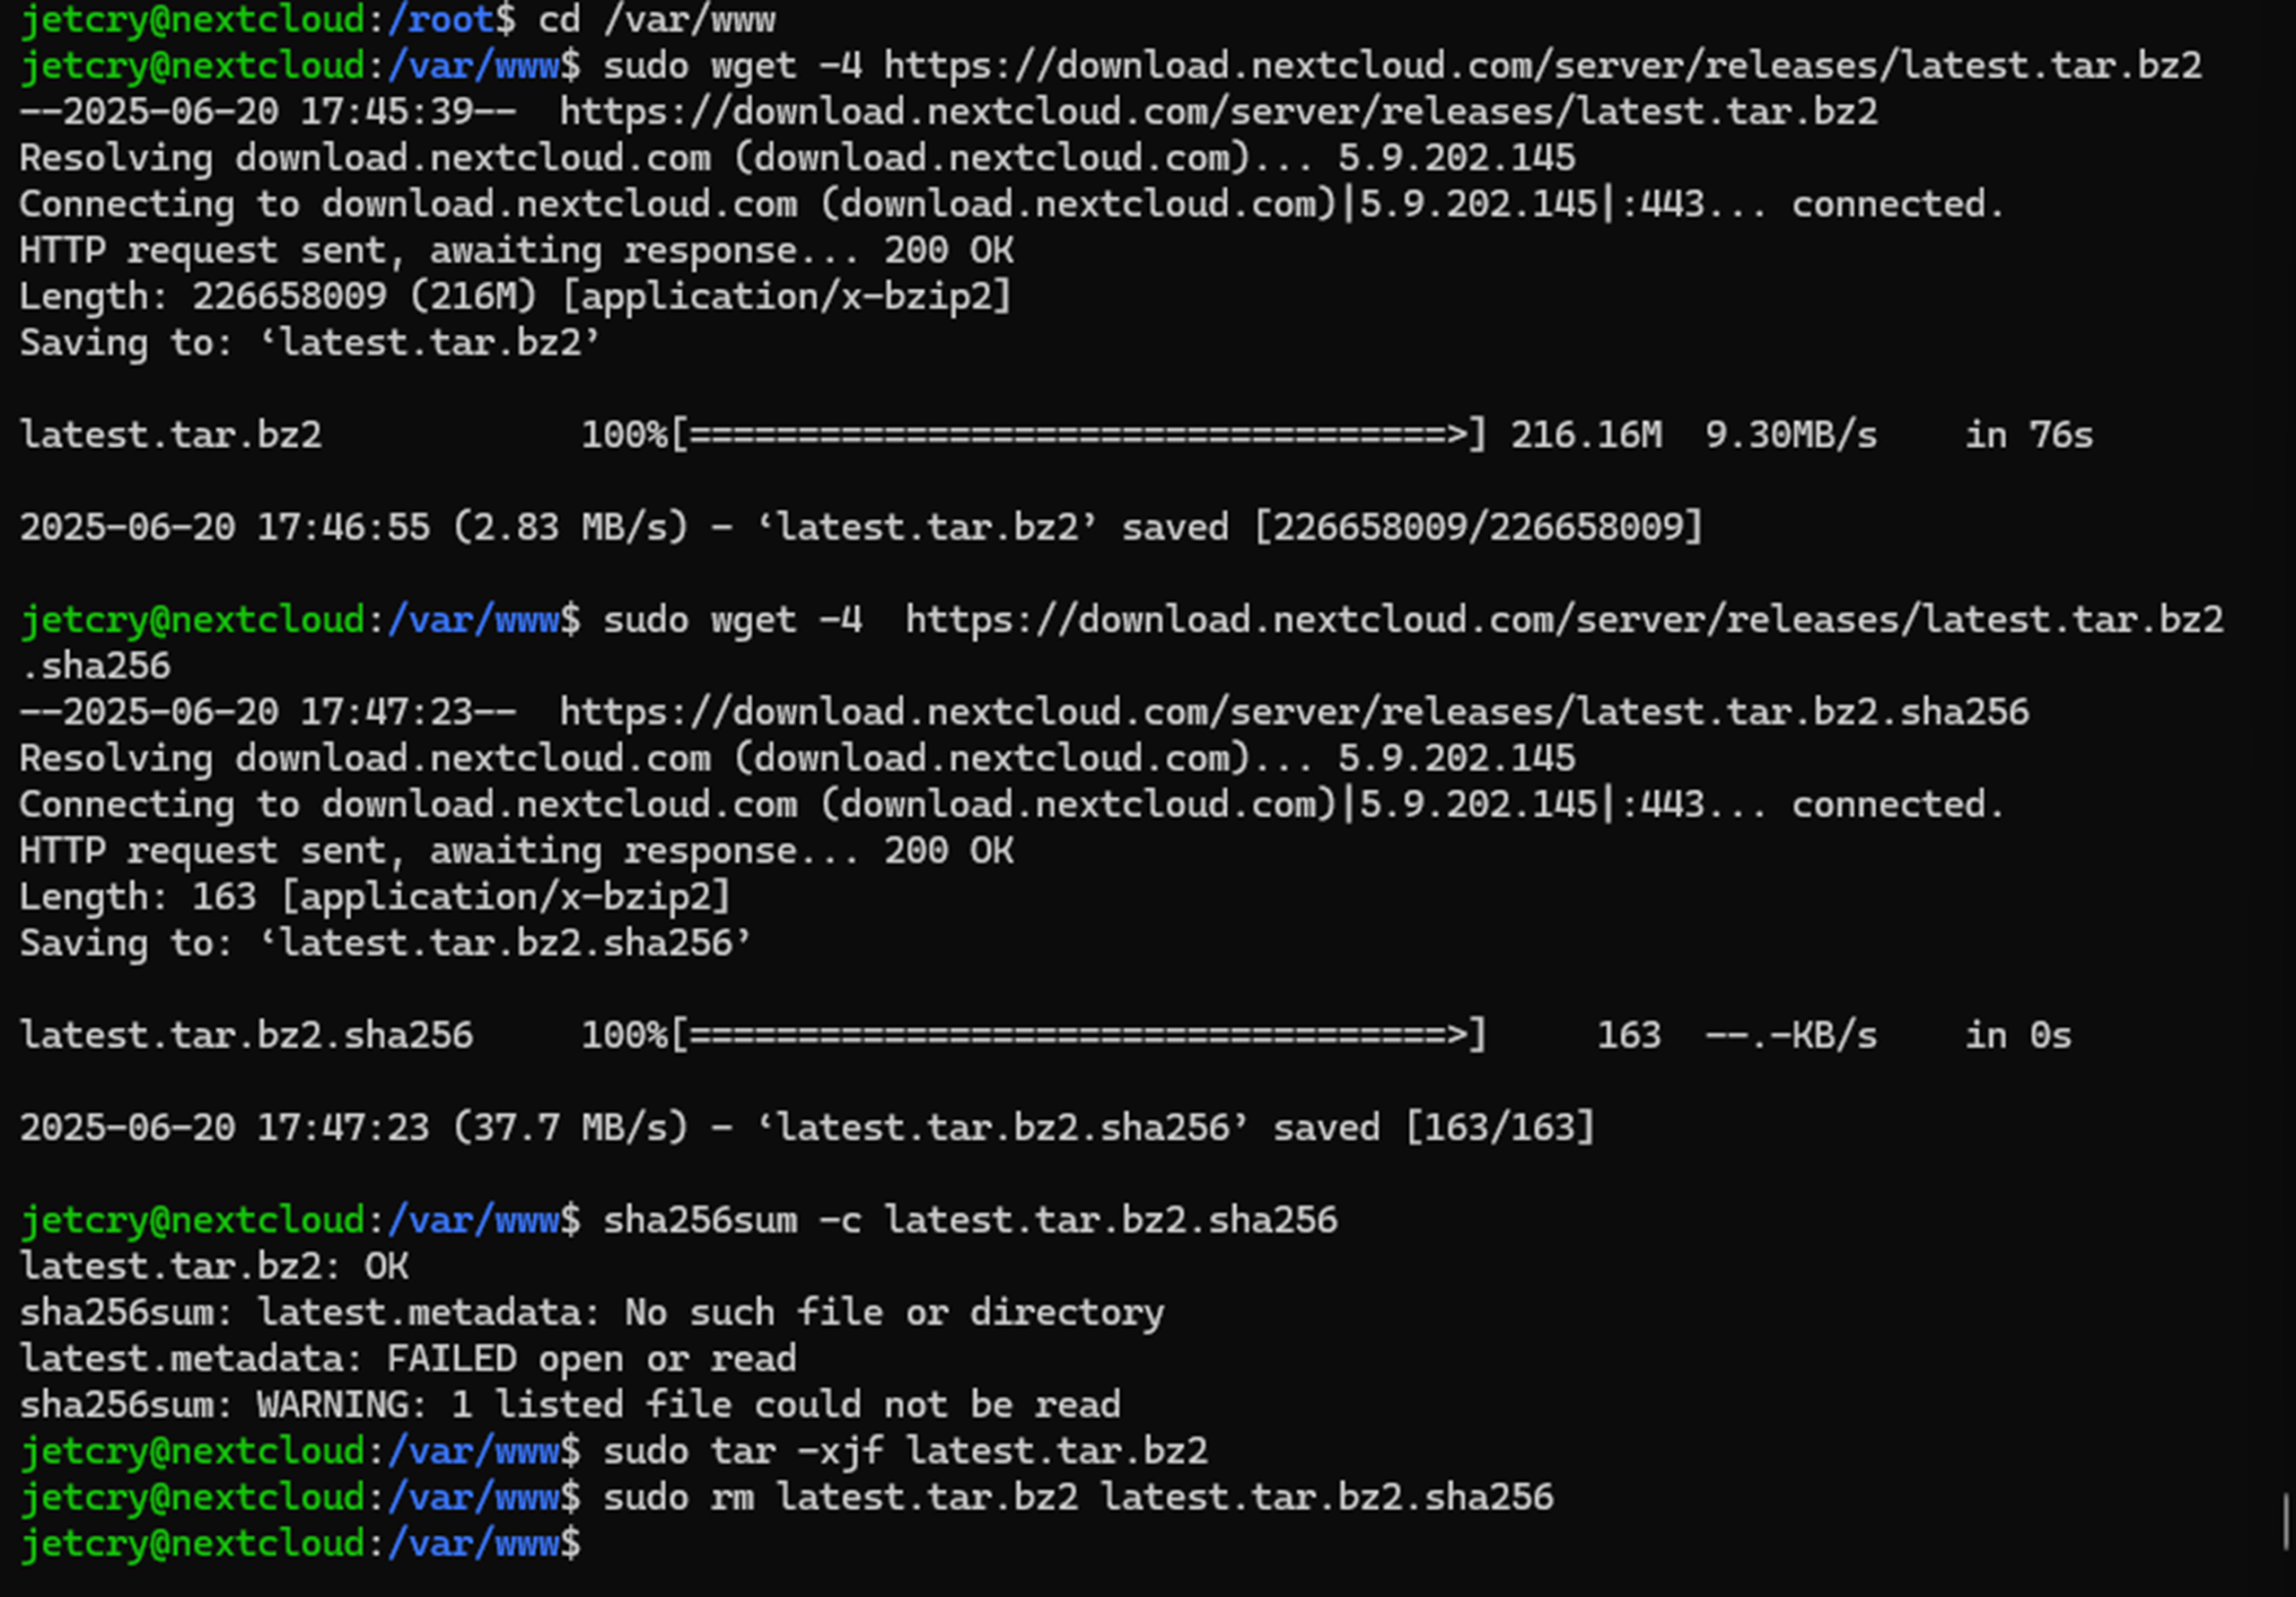 jetcry@nextcloud:/root$ cd /var/www
jetcry@nextcloud:/var/www$ sudo wget -4 https://download.nextcloud.com/server/releases/latest.tar.bz2
--2025-06-20 17:45:39--  https://download.nextcloud.com/server/releases/latest.tar.bz2
Resolving download.nextcloud.com (download.nextcloud.com)... 5.9.202.145
Connecting to download.nextcloud.com (download.nextcloud.com)|5.9.202.145|:443... connected.
HTTP request sent, awaiting response... 200 OK
Length: 226658009 (216M) [application/x-bzip2]
Saving to: ‘latest.tar.bz2’
latest.tar.bz2            100%[===================================>] 216.16M  9.30MB/s    in 76s
2025-06-20 17:46:55 (2.83 MB/s) - ‘latest.tar.bz2’ saved [226658009/226658009]
jetcry@nextcloud:/var/www$ sudo wget -4  https://download.nextcloud.com/server/releases/latest.tar.bz2
.sha256
--2025-06-20 17:47:23--  https://download.nextcloud.com/server/releases/latest.tar.bz2.sha256
Resolving download.nextcloud.com (download.nextcloud.com)... 5.9.202.145
Connecting to download.nextcloud.com (download.nextcloud.com)|5.9.202.145|:443... connected.
HTTP request sent, awaiting response... 200 OK
Length: 163 [application/x-bzip2]
Saving to: ‘latest.tar.bz2.sha256’
latest.tar.bz2.sha256     100%[===================================>]     163  --.-KB/s    in 0s
2025-06-20 17:47:23 (37.7 MB/s) - ‘latest.tar.bz2.sha256’ saved [163/163]
jetcry@nextcloud:/var/www$ sha256sum -c latest.tar.bz2.sha256
latest.tar.bz2: OK
sha256sum: latest.metadata: No such file or directory
latest.metadata: FAILED open or read
sha256sum: WARNING: 1 listed file could not be read
jetcry@nextcloud:/var/www$ sudo tar -xjf latest.tar.bz2
jetcry@nextcloud:/var/www$ sudo rm latest.tar.bz2 latest.tar.bz2.sha256
jetcry@nextcloud:/var/www$